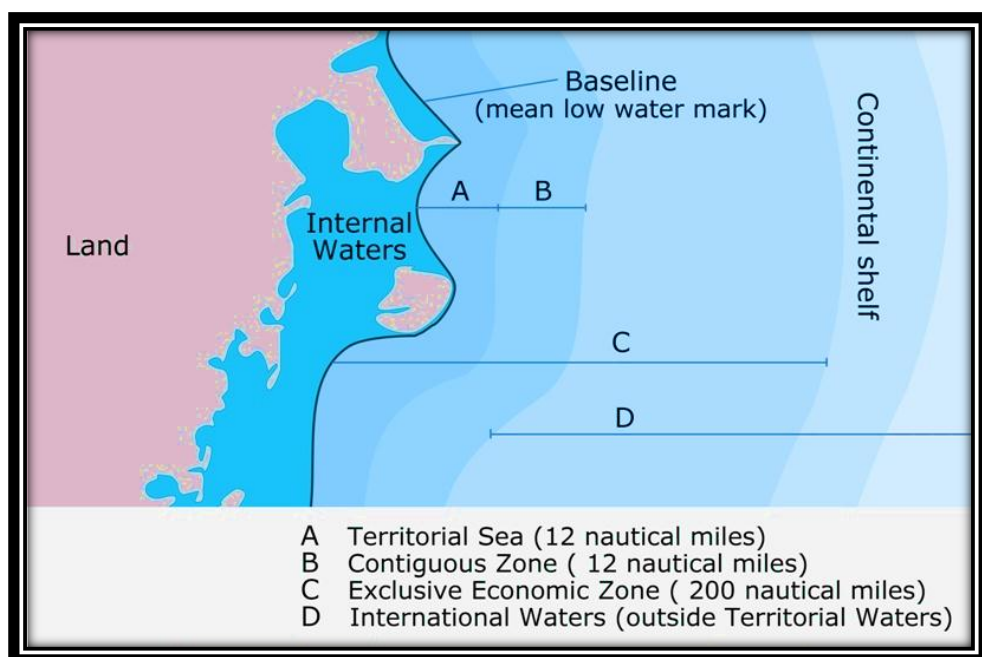 Baseline
(mean low water mark)
Continental shelf
A
B
Internal
Waters
Land
C
D
A Territorial Sea (12 nautical miles)
B Contiguous Zone ( 12 nautical miles)
C Exclusive Economic Zone ( 200 nautical miles)
D International Waters (outside Territorial Waters)